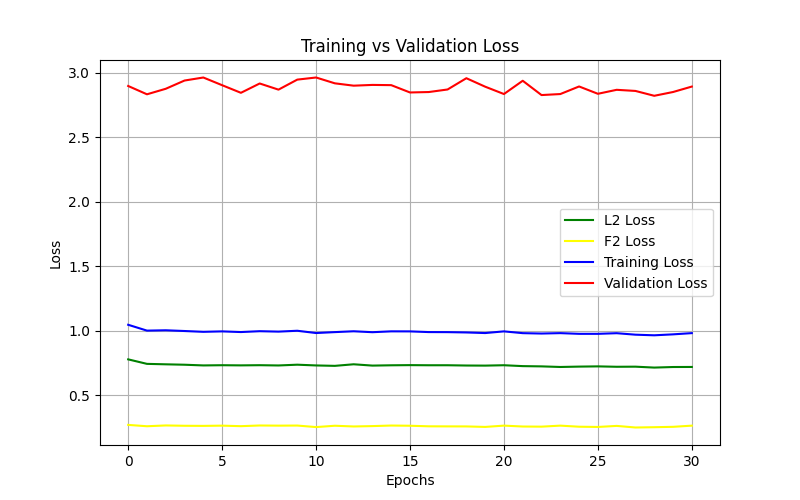 Training vs Validation Loss
3.0
2.5
2.0
1.5
1.0
0.5
Loss
L2 Loss
F2 Loss
Training Loss
Validation Loss
0 5 10 15 20 25 30
Epochs